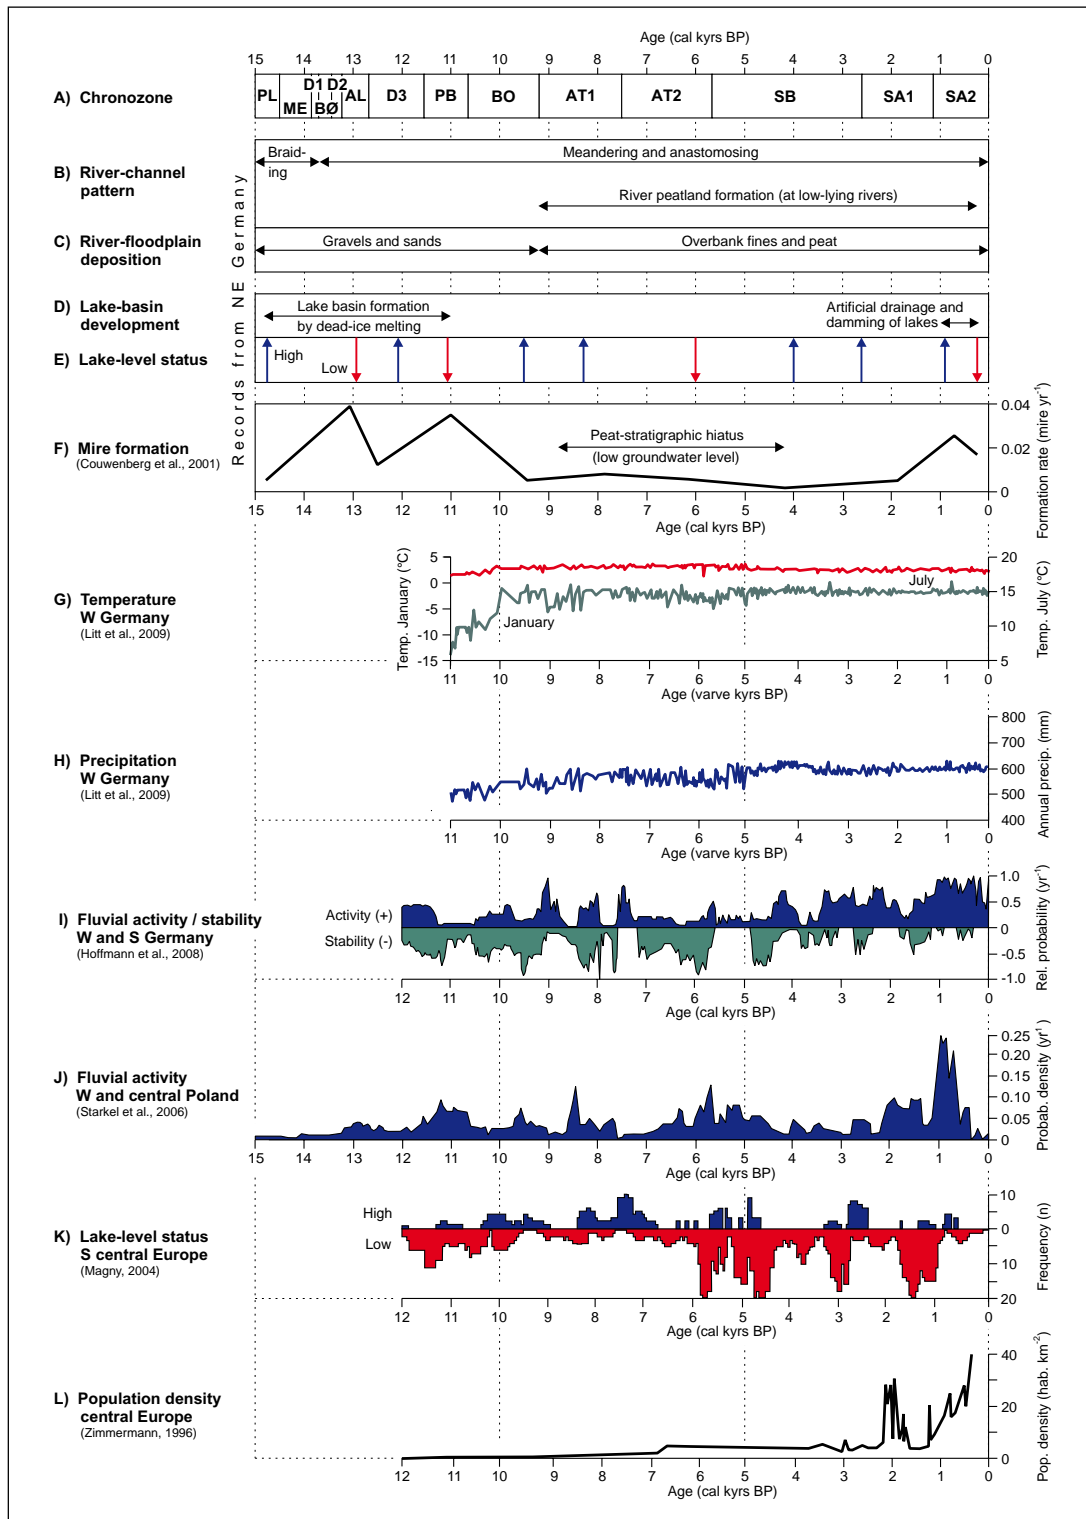 Age (cal kyrs BP)
15 14 13 12 11 10 9 8 7 6 5 4 3 2 1 0
A) Chronozone
PL ME D1 BØ D2 AL D3 PB BO AT1 AT2 SB SA1 SA2
Records from NE Germany
B) River-channel
pattern
Braid-
ing
Meandering and anastomosing
River peatland formation (at low-lying rivers)
C) River-floodplain
deposition
Gravels and sands
Overbank fines and peat
D) Lake-basin
development
Lake basin formation
by dead-ice melting
Artificial drainage and
damming of lakes
E) Lake-level status
High
Low
F) Mire formation
(Couwenberg et al., 2001)
Peat-stratigraphic hiatus
(low groundwater level)
0.04
0.02
0
Formation rate (mire yr-1)
15 14 13 12 11 10 9 8 7 6 5 4 3 2 1 0
Age (cal kyrs BP)
G) Temperature
W Germany
(Litt et al., 2009)
Temp. January (°C)
5
0
-5
-10
-15
January
July
20
15
10
5
Temp. July (°C)
11 10 9 8 7 6 5 4 3 2 1 0
Age (varve kyrs BP)
H) Precipitation
W Germany
(Litt et al., 2009)
800
700
600
500
400
Annual precip. (mm)
11 10 9 8 7 6 5 4 3 2 1 0
Age (varve kyrs BP)
I) Fluvial activity / stability
W and S Germany
(Hoffmann et al., 2008)
Activity (+)
Stability (-)
1.0
0.5
0
-0.5
-1.0
Rel. probability (yr-1)
12 11 10 9 8 7 6 5 4 3 2 1 0
Age (cal kyrs BP)
J) Fluvial activity
W and central Poland
(Starkel et al., 2006)
0.25
0.20
0.15
0.10
0.05
0
Probab. density (yr1)
15 14 13 12 11 10 9 8 7 6 5 4 3 2 1 0
Age (cal kyrs BP)
K) Lake-level status
S central Europe
(Magny, 2004)
High
Low
10
0
10
20
Frequency (n)
12 11 10 9 8 7 6 5 4 3 2 1 0
Age (cal kyrs BP)
L) Population density
central Europe
(Zimmermann, 1996)
40
20
0
Pop. density (hab. km-2)
12 11 10 9 8 7 6 5 4 3 2 1 0
Age (cal kyrs BP)